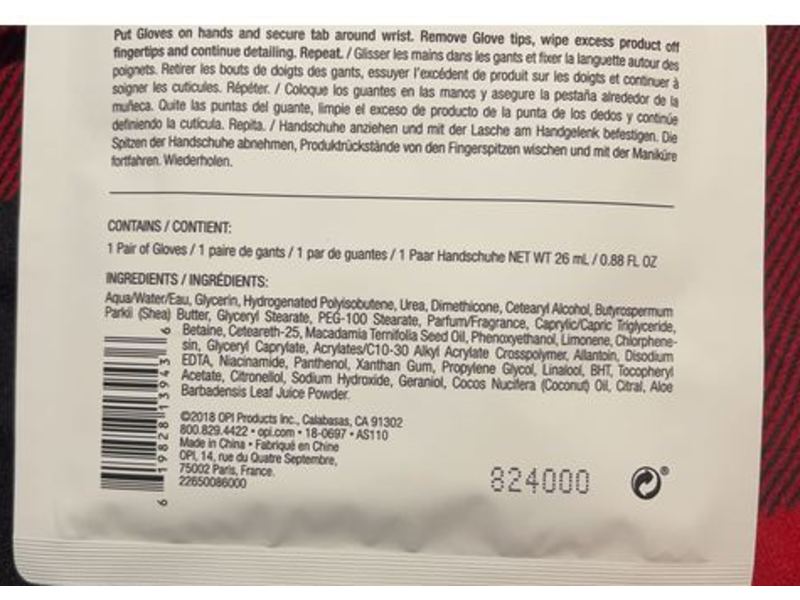 Put Gloves on hands and secure tab around wrist. Remove Glove tips, wipe excess product off
fingertips and continue detailing. Repeat. / Glisser les mains dans les gants et fixer la languette autour des
poignets. Retirer les bouts de doigts des gants, essuyer l'excédent de produit sur les doigts et continuer à
soigner les cuticules. Répéter. / Coloque los guantes en las manos y asegure la pestaña alrededor de la
muñeca. Quite las puntas del guante, limpie el exceso de producto de la punta de los dedos y continúe
definiendo la cutícula. Repita. / Handschuhe anziehen und mit der Lasche am Handgelenk befestigen. Die
Spitzen der Handschuhe abnehmen, Produktrückstände von den Fingerspitzen wischen und mit der Maniküre
fortfahren. Wiederholen.
CONTAINS / CONTIENT:
1 Pair of Gloves / 1 paire de gants / 1 par de guantes / 1 Paar Handschuhe NET WT 26 mL / 0.88 FL OZ
INGREDIENTS / INGRÉDIENTS:
Aqua/Water/Eau, Glycerin, Hydrogenated Polyisobutene, Urea, Dimethicone, Cetearyl Alcohol, Butyrospermum
Parkii (Shea) Butter, Glyceryl Stearate, PEG-100 Stearate, Parfum/Fragrance, Caprylic/Capric Triglyceride,
Betaine, Ceteareth-25, Macadamia Ternifolia Seed Oil, Phenoxyethanol, Limonene, Chlorphene-
sin, Glyceryl Caprylate, Acrylates/C10-30 Alkyl Acrylate Crosspolymer, Allantoin, Disodium
EDTA, Niacinamide, Panthenol, Xanthan Gum, Propylene Glycol, Linalool, BHT, Tocopheryl
Acetate, Citronellol, Sodium Hydroxide, Geraniol, Cocos Nucifera (Coconut) Oil, Citral, Aloe
Barbadensis Leaf Juice Powder.
©2018 OPI Products Inc., Calabasas, CA 91302
800.829.4422 • opi.com • 18-0697 • AS110
Made in China • Fabriqué en Chine
OPI, 14, rue du Quatre Septembre,
75002 Paris, France.
22650086000
6 19828 13943 6
824000
®